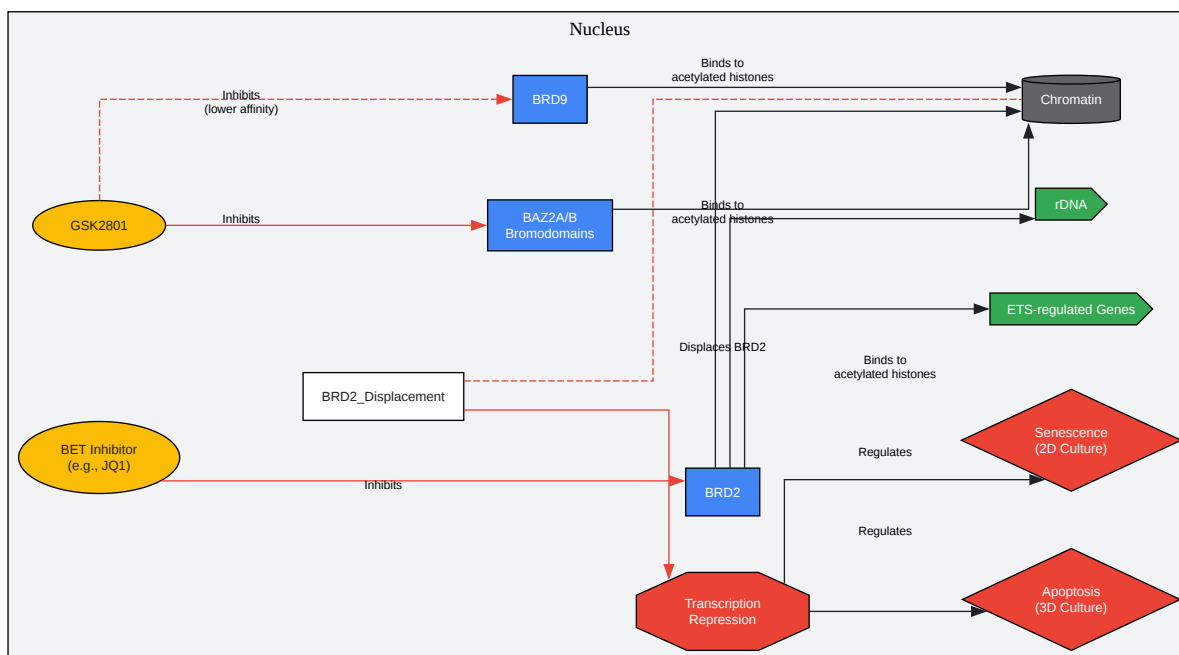 Nucleus
Binds to
acetylated histones
Inhibits
(lower affinity)
BRD9
Chromatin
GSK2801
Inhibits
BAZ2A/B
Bromodomains
Binds to
acetylated histones
rDNA
ETS-regulated Genes
Displaces BRD2
Binds to
acetylated histones
BRD2_Displacement
Senescence
(2D Culture)
BET Inhibitor
(e.g., JQ1)
Regulates
Inhibits
BRD2
Regulates
Transcription
Repression
Apoptosis
(3D Culture)